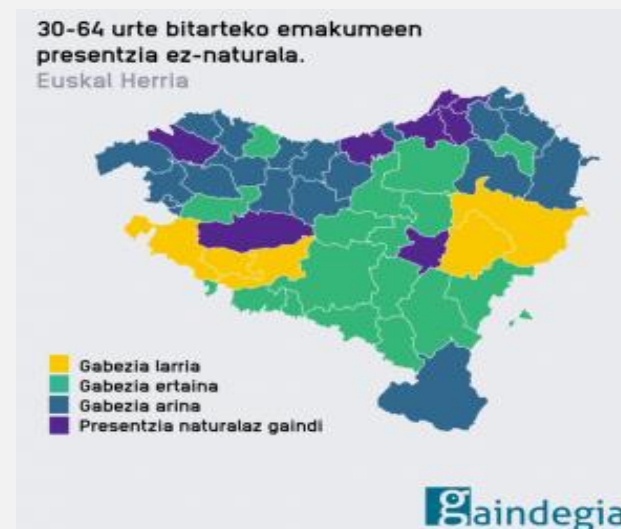 30-64 urte bitarteko emakumeen
presentzia ez-naturala.
Euskal Herria
Gabezia larria
Gabezia ertaina
Gabezia arina
Presentzia naturalaz gaindi
gaindegia